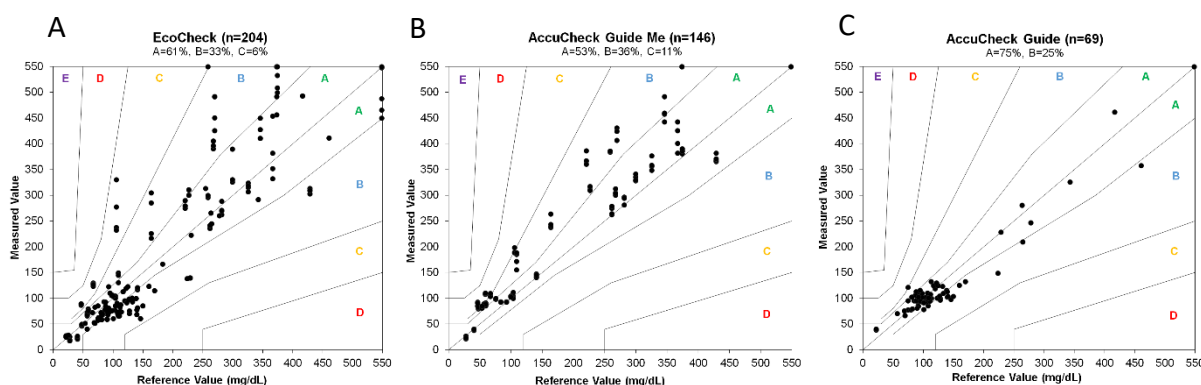 A
EcoCheck (n=204)
A=61%, B=33%, C=6%
Measured Value
550
500
450
400
350
300
250
200
150
100
50
0
E D C B A
A
B
C
D
0 50 100 150 200 250 300 350 400 450 500 550
Reference Value (mg/dL)
B
AccuCheck Guide Me (n=146)
A=53%, B=36%, C=11%
Measured Value
550
500
450
400
350
300
250
200
150
100
50
0
E D C B A
A
B
C
D
0 50 100 150 200 250 300 350 400 450 500 550
Reference Value (mg/dL)
C
AccuCheck Guide (n=69)
A=75%, B=25%
Measured Value
550
500
450
400
350
300
250
200
150
100
50
0
E D C B A
A
B
C
D
0 50 100 150 200 250 300 350 400 450 500 550
Reference Value (mg/dL)